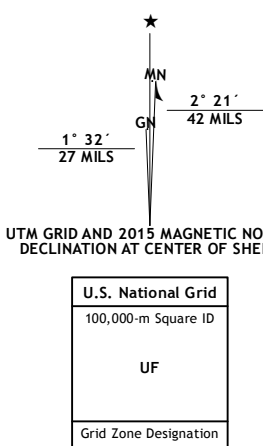 MN
2° 21´
GN
42 MILS
1° 32´
27 MILS
UTM GRID AND 2015 MAGNETIC NO
DECLINATION AT CENTER OF SHE
U.S. National Grid
100,000-m Square ID
UF
Grid Zone Designation